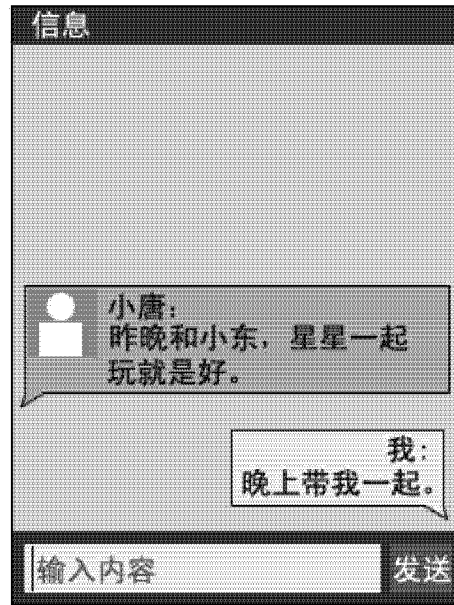 信息
小唐:
昨晚和小东，星星一起
玩就是好。
我:
晚上带我一起。
输入内容
发送